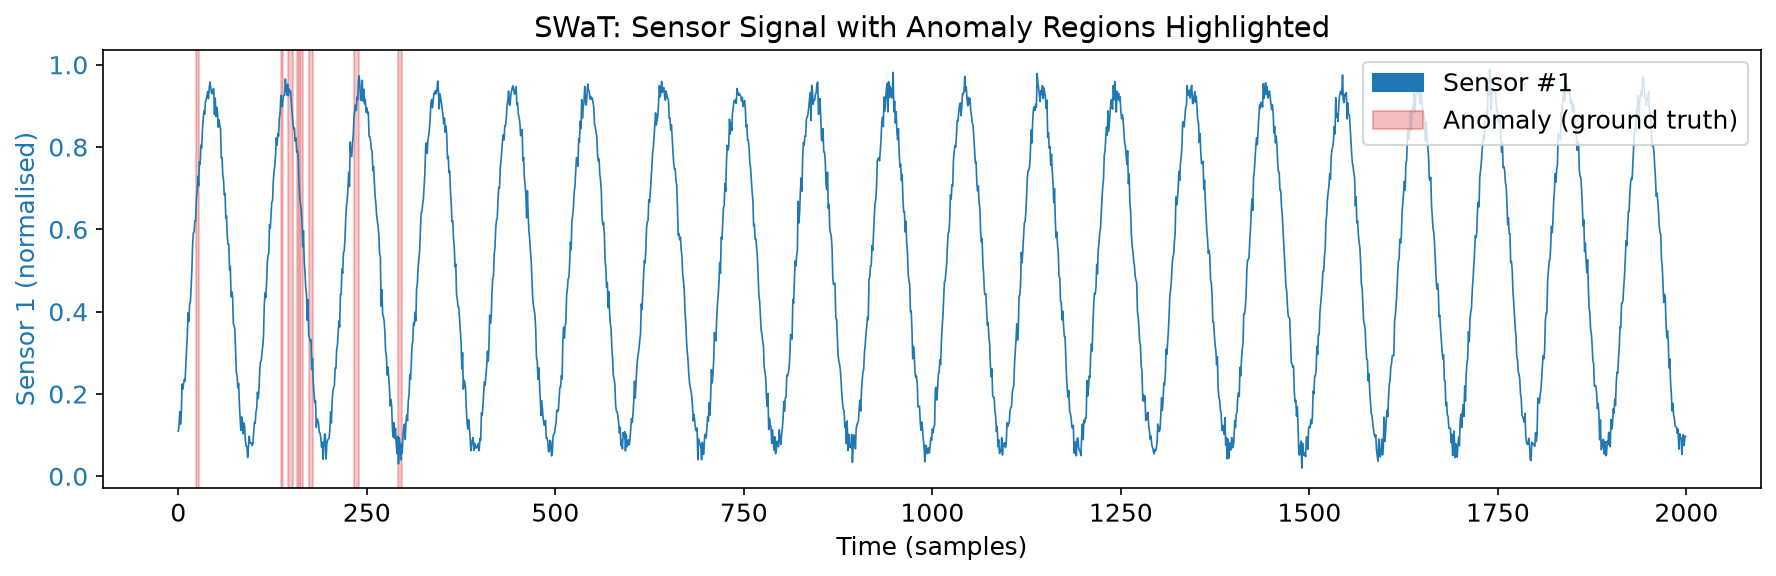 SWaT: Sensor Signal with Anomaly Regions Highlighted
Sensor #1
Anomaly (ground truth)
Sensor 1 (normalised)
1.0
0.8
0.6
0.4
0.2
0.0
0 250 500 750 1000 1250 1500 1750 2000
Time (samples)